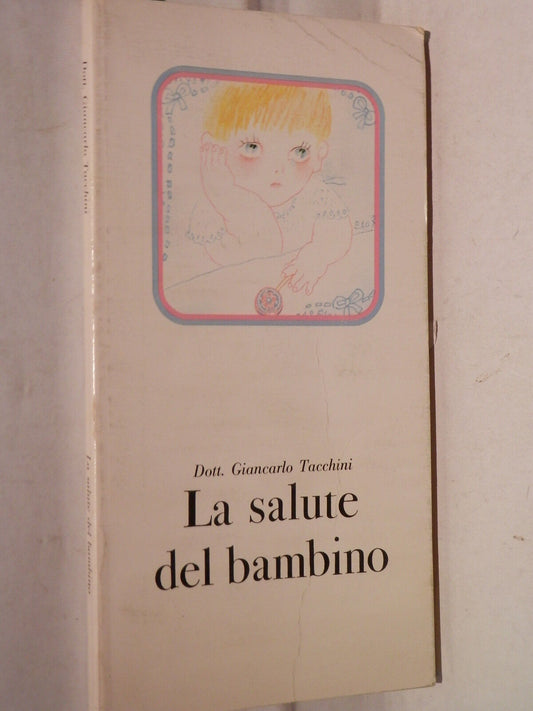 Dott. Giancarlo Tacchini
La salute
del bambino
Dott. Giancarlo Tacchini
La salute del bambino